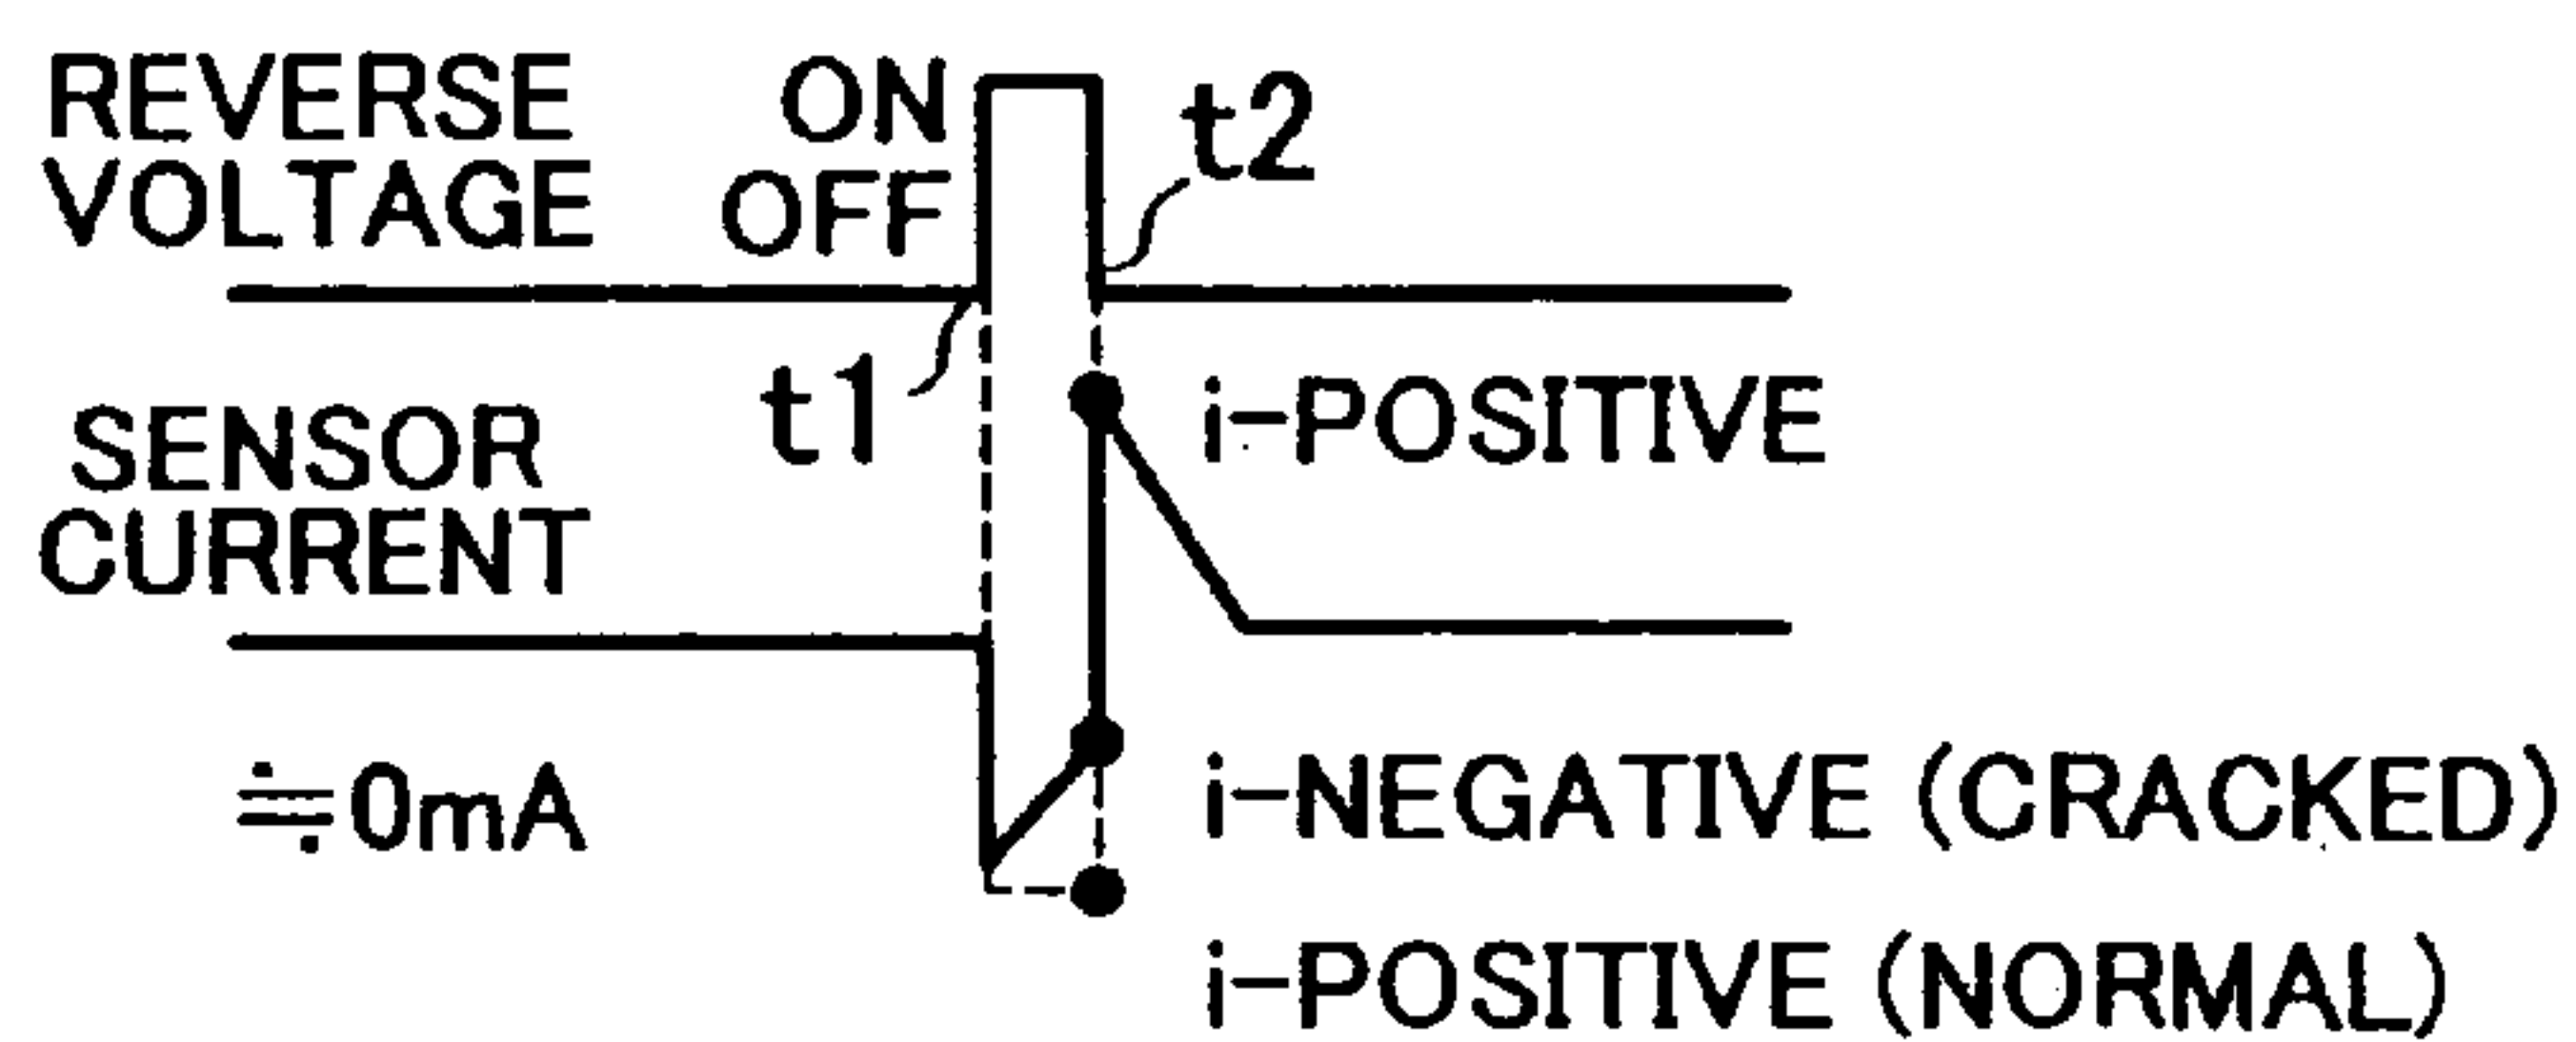 REVERSE
VOLTAGE
ON
OFF
t2
t1
i-POSITIVE
SENSOR
CURRENT
≒0mA
i-NEGATIVE (CRACKED)
i-POSITIVE (NORMAL)